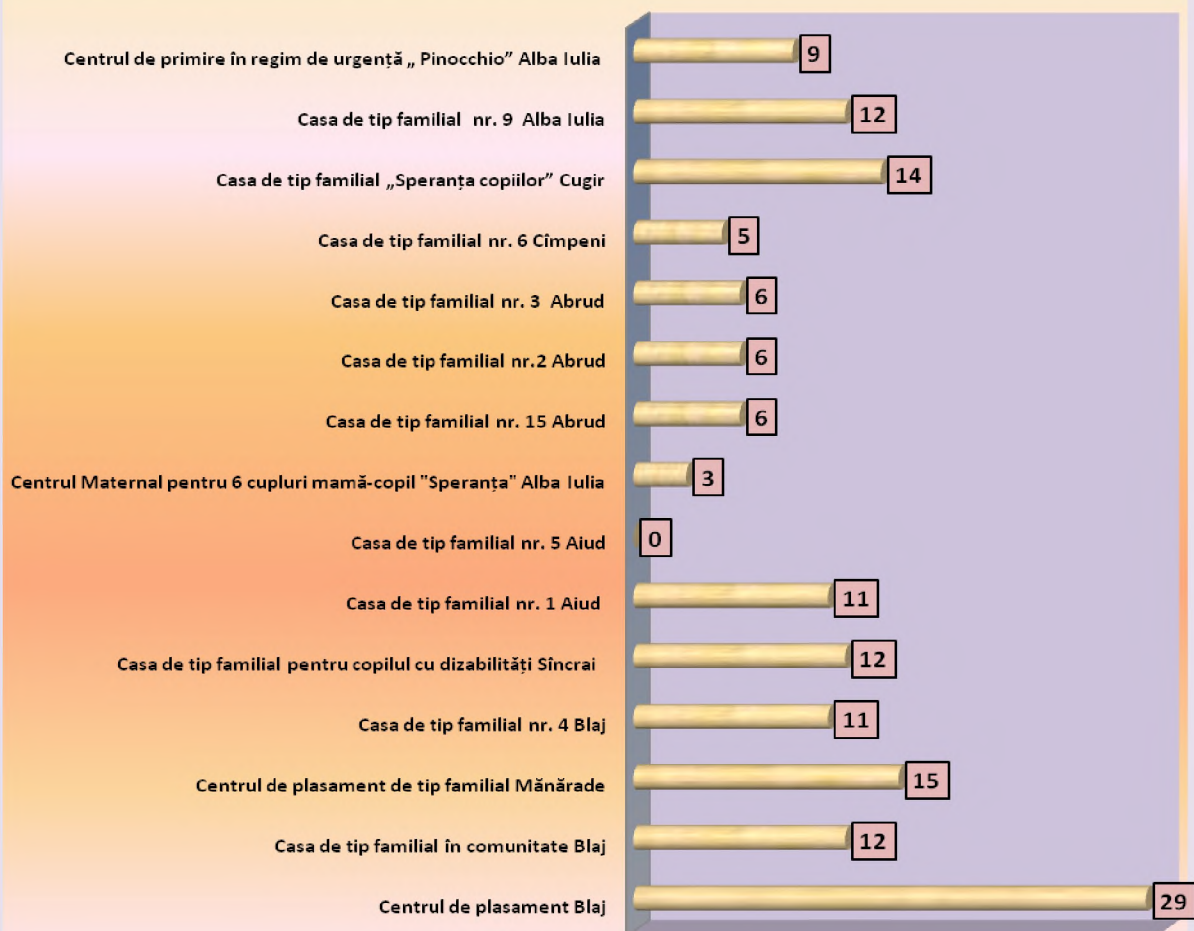 Centrul de primire în regim de urgență „ Pinocchio” Alba Iulia 9
Casa de tip familial nr. 9 Alba Iulia 12
Casa de tip familial „Speranța copiilor” Cugir 14
Casa de tip familial nr. 6 Cîmpeni 5
Casa de tip familial nr. 3 Abrud 6
Casa de tip familial nr.2 Abrud 6
Casa de tip familial nr. 15 Abrud 6
Centrul Maternal pentru 6 cupluri mamă-copil "Speranța" Alba Iulia 3
Casa de tip familial nr. 5 Aiud 0
Casa de tip familial nr. 1 Aiud 11
Casa de tip familial pentru copilul cu dizabilități Sîncrai 12
Casa de tip familial nr. 4 Blaj 11
Centrul de plasament de tip familial Mănărade 15
Casa de tip familial în comunitate Blaj 12
Centrul de plasament Blaj 29